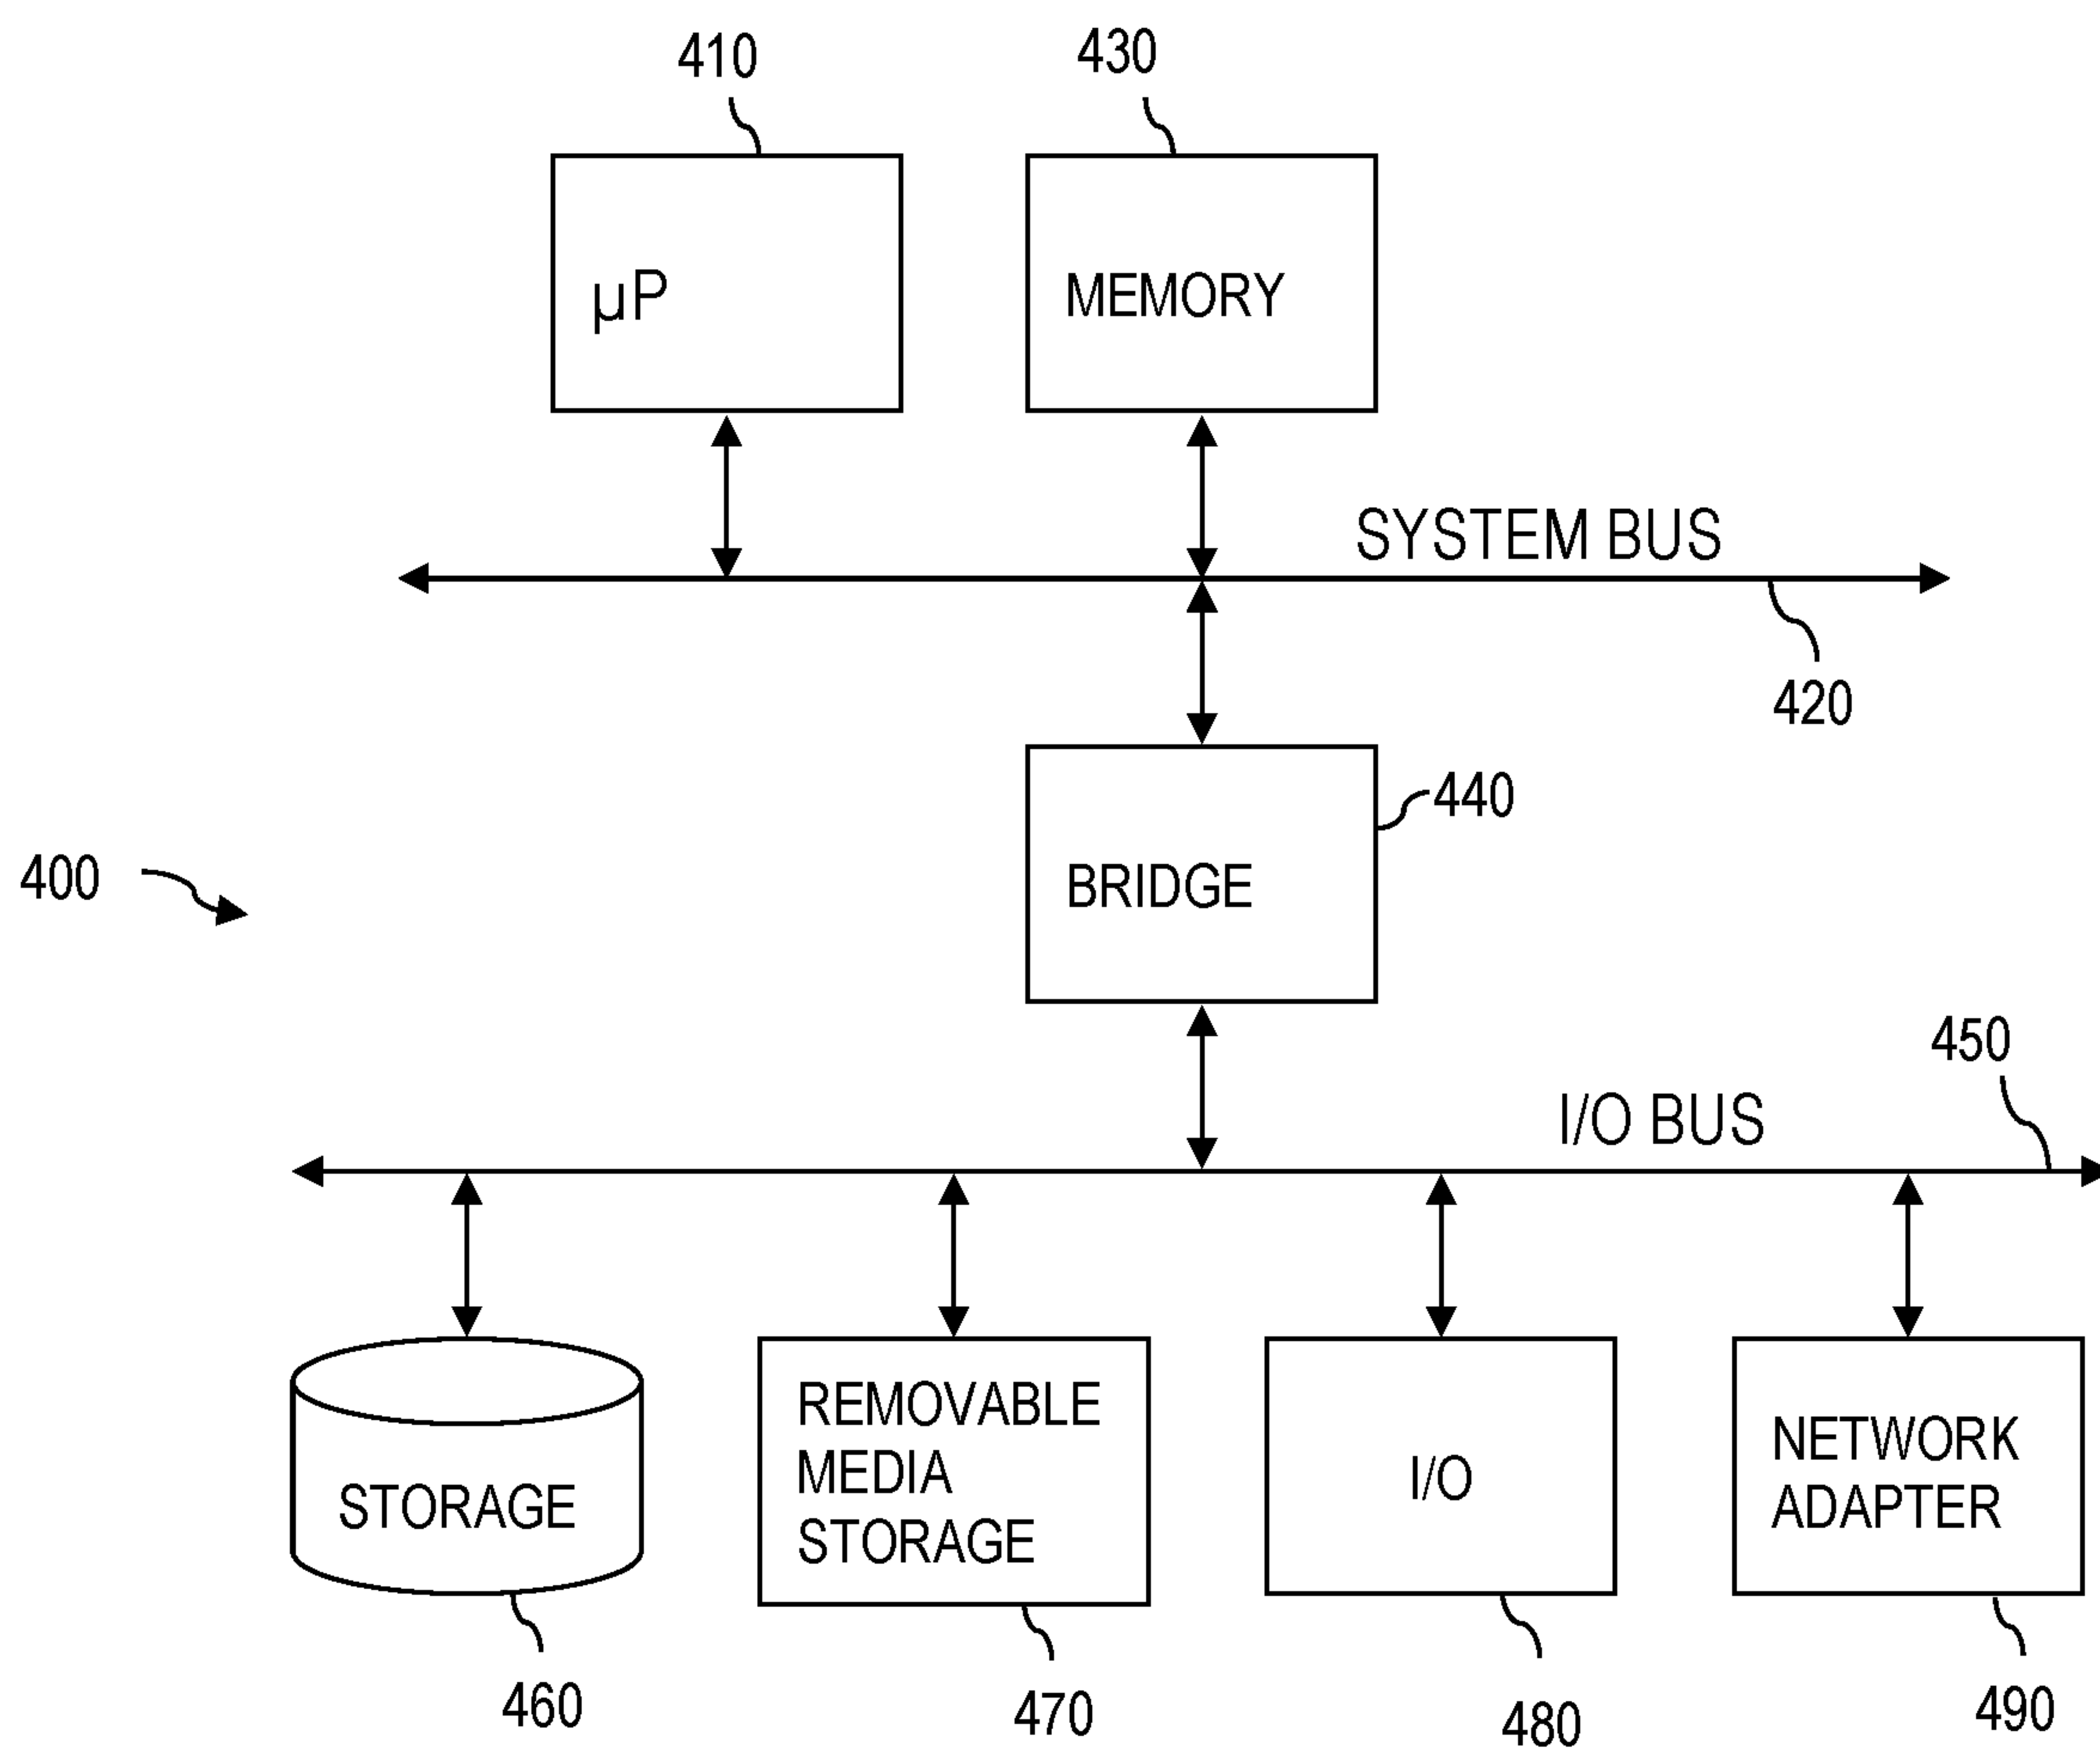 410
430
µP
MEMORY
SYSTEM BUS
420
440
BRIDGE
400
450
I/O BUS
REMOVABLE
MEDIA
STORAGE
STORAGE
I/O
NETWORK
ADAPTER
460
470
480
490